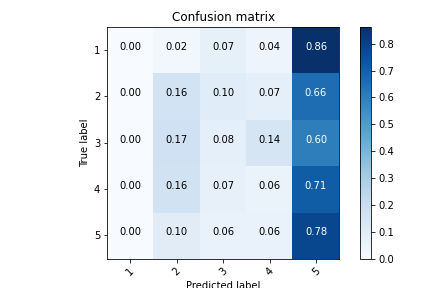 Confusion matrix
1 0.00 0.02 0.07 0.04 0.86
2 0.00 0.16 0.10 0.07 0.66
3 0.00 0.17 0.08 0.14 0.60
4 0.00 0.16 0.07 0.06 0.71
5 0.00 0.10 0.06 0.06 0.78
True label
1 2 3 4 5
Predicted label
0.8
0.7
0.6
0.5
0.4
0.3
0.2
0.1
0.0